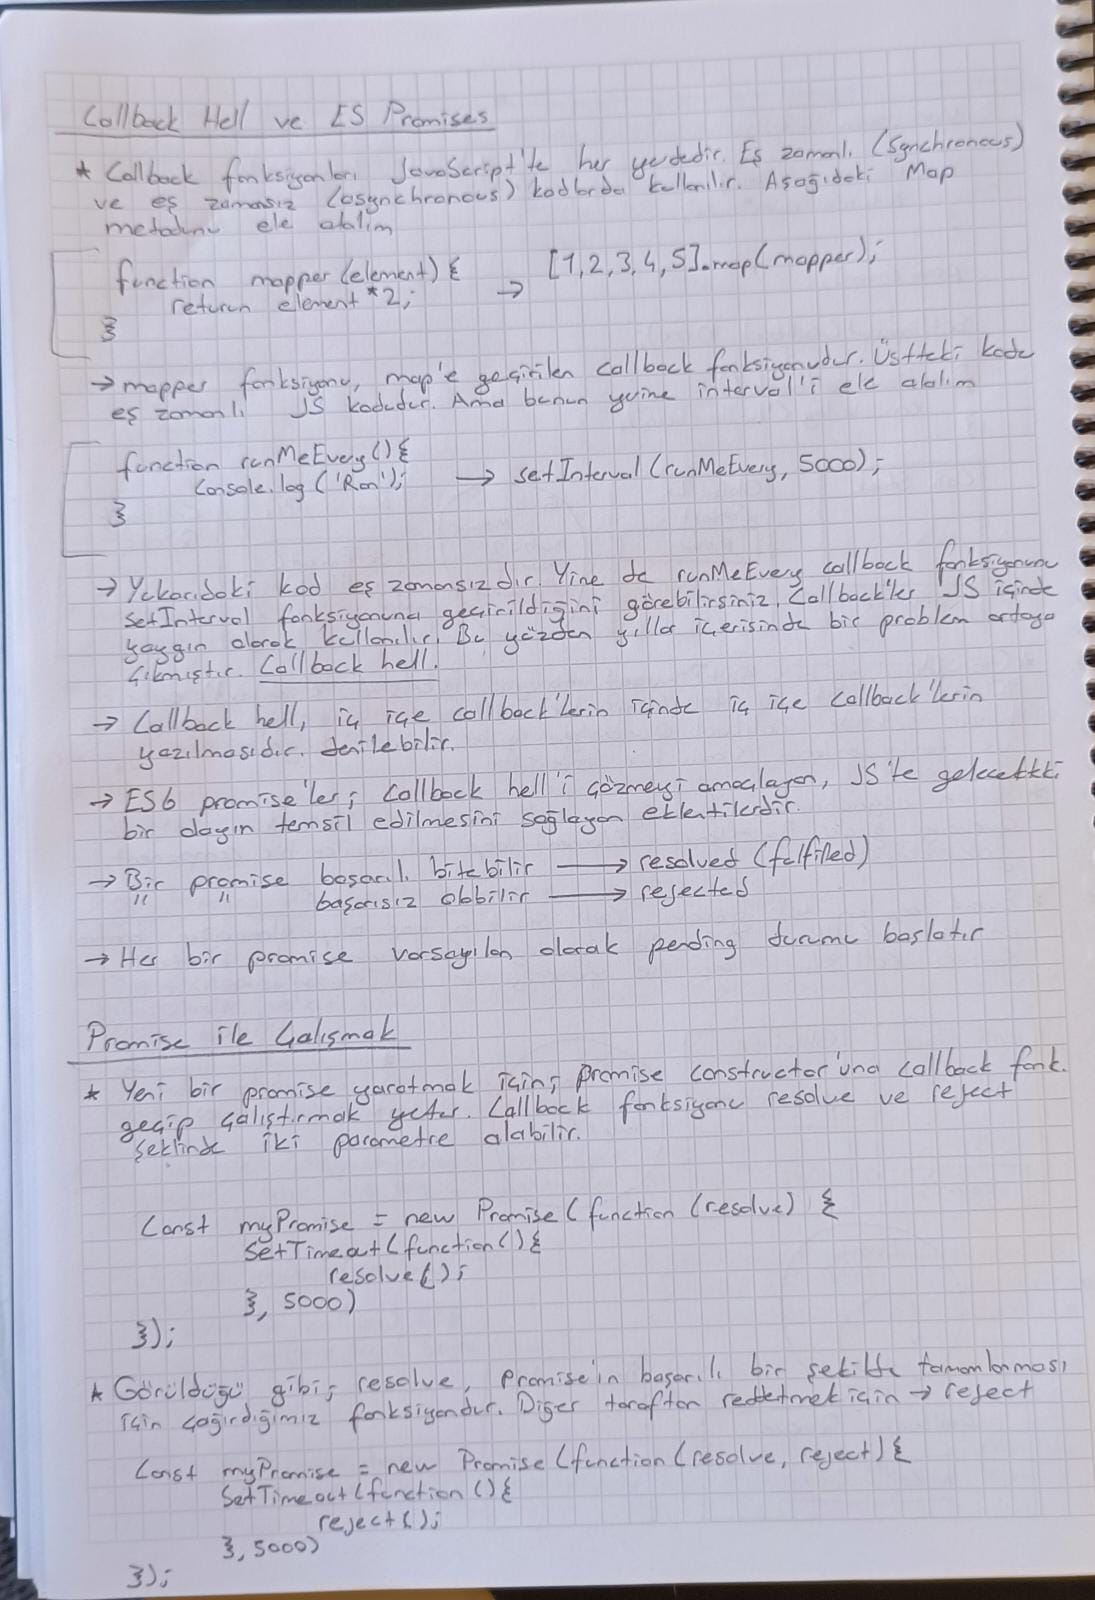 Callback Hell ve ES Promises
* Callback fonksiyonları JavaScript'te her yerdedir. Eş zamanlı (Synchronous)
ve eş zamansız (asynchronous) kodlarda kullanılır. Aşağıdaki Map
metodunu ele alalım
function mapper(element) { → [1,2,3,4,5].map(mapper);
return element *2;
}
→ mapper fonksiyonu, map'e geçirilen callback fonksiyonudur. Üstteki kodu
eş zamanlı JS kodudur. Ama bunun yerine interval'i ele alalım
function runMeEvery() {
console.log('Ran'); → setInterval(runMeEvery, 5000);
}
→ Yukarıdaki kod eş zamansızdır. Yine de runMeEvery callback fonksiyonunu
setInterval fonksiyonuna geçirildiğini görebilirsiniz. Callback'ler JS içinde
yaygın olarak kullanılır. Bu yüzden yıllar içerisinde bir problem ortaya
çıkmıştır. Callback hell.
→ Callback hell, iç içe callback'lerin içinde iç içe callback'lerin
yazılmasıdır. denilebilir.
→ ES6 promise'ler; callback hell'i çözmeyi amaçlayan, JS'te gelecekteki
bir olayın temsil edilmesini sağlayan eklentilerdir.
→ Bir promise başarılı bitebilir → resolved (fulfilled)
" " başarısız olabilir → rejected
→ Her bir promise varsayılan olarak pending durumu başlatır
Promise ile Çalışmak
* Yeni bir promise yaratmak için; promise constructor'una callback fonk.
geçip çalıştırmak yeter. Callback fonksiyonu resolve ve reject
şeklinde iki parametre alabilir.
Const myPromise = new Promise(function (resolve) {
SetTimeout(function() {
resolve();
}, 5000)
});
* Görüldüğü gibi; resolve, Promise'in başarılı bir şekilde tamamlanması
için çağırdığımız fonksiyondur. Diğer taraftan reddetmek için → reject
Const myPromise = new Promise(function (resolve, reject) {
SetTimeout(function () {
reject();
}, 5000)
});